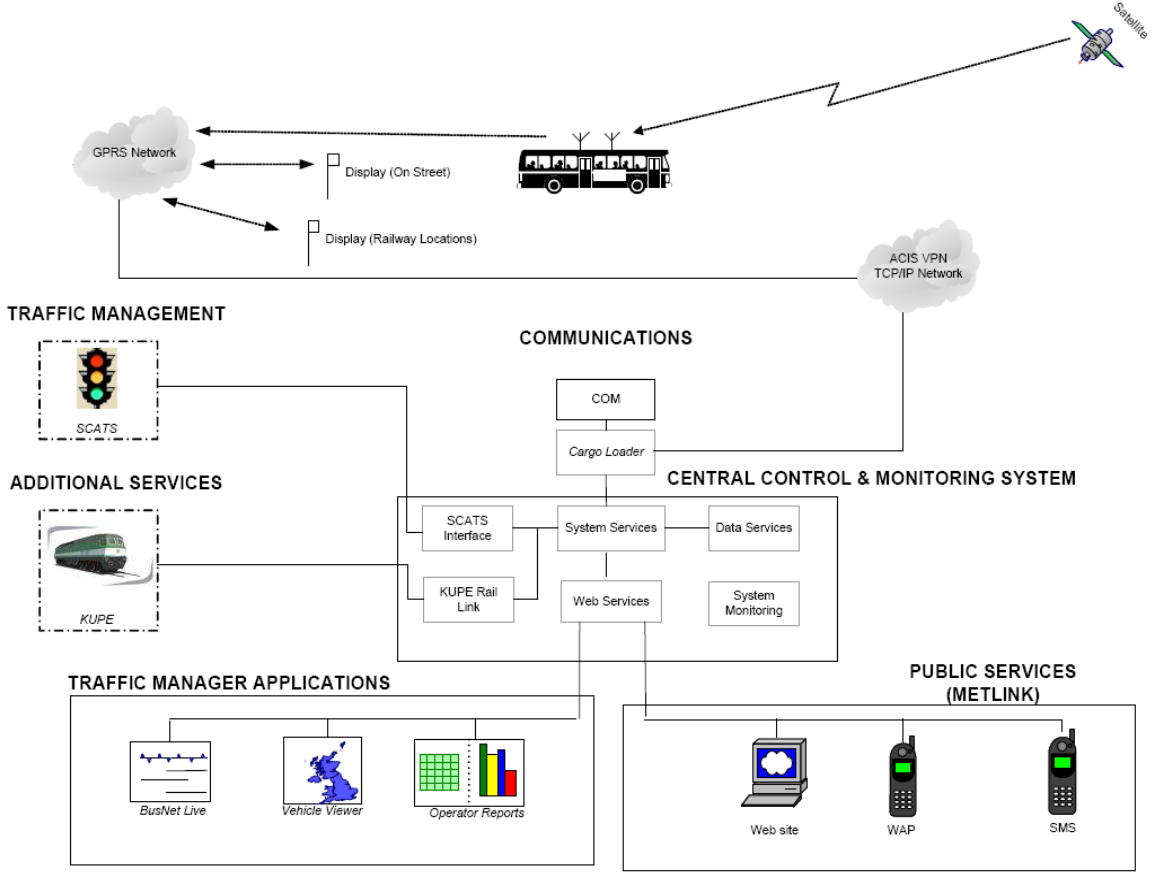 Satellite
GPRS Network
Display (On Street)
Display (Railway Locations)
ACIS VPN
TCP/IP Network
TRAFFIC MANAGEMENT
SCATS
COMMUNICATIONS
COM
Cargo Loader
ADDITIONAL SERVICES
KUPE
CENTRAL CONTROL & MONITORING SYSTEM
SCATS
Interface
System Services
Data Services
KUPE Rail
Link
Web Services
System
Monitoring
TRAFFIC MANAGER APPLICATIONS
BusNet Live
Vehicle Viewer
Operator Reports
PUBLIC SERVICES
(METLINK)
Web site
WAP
SMS